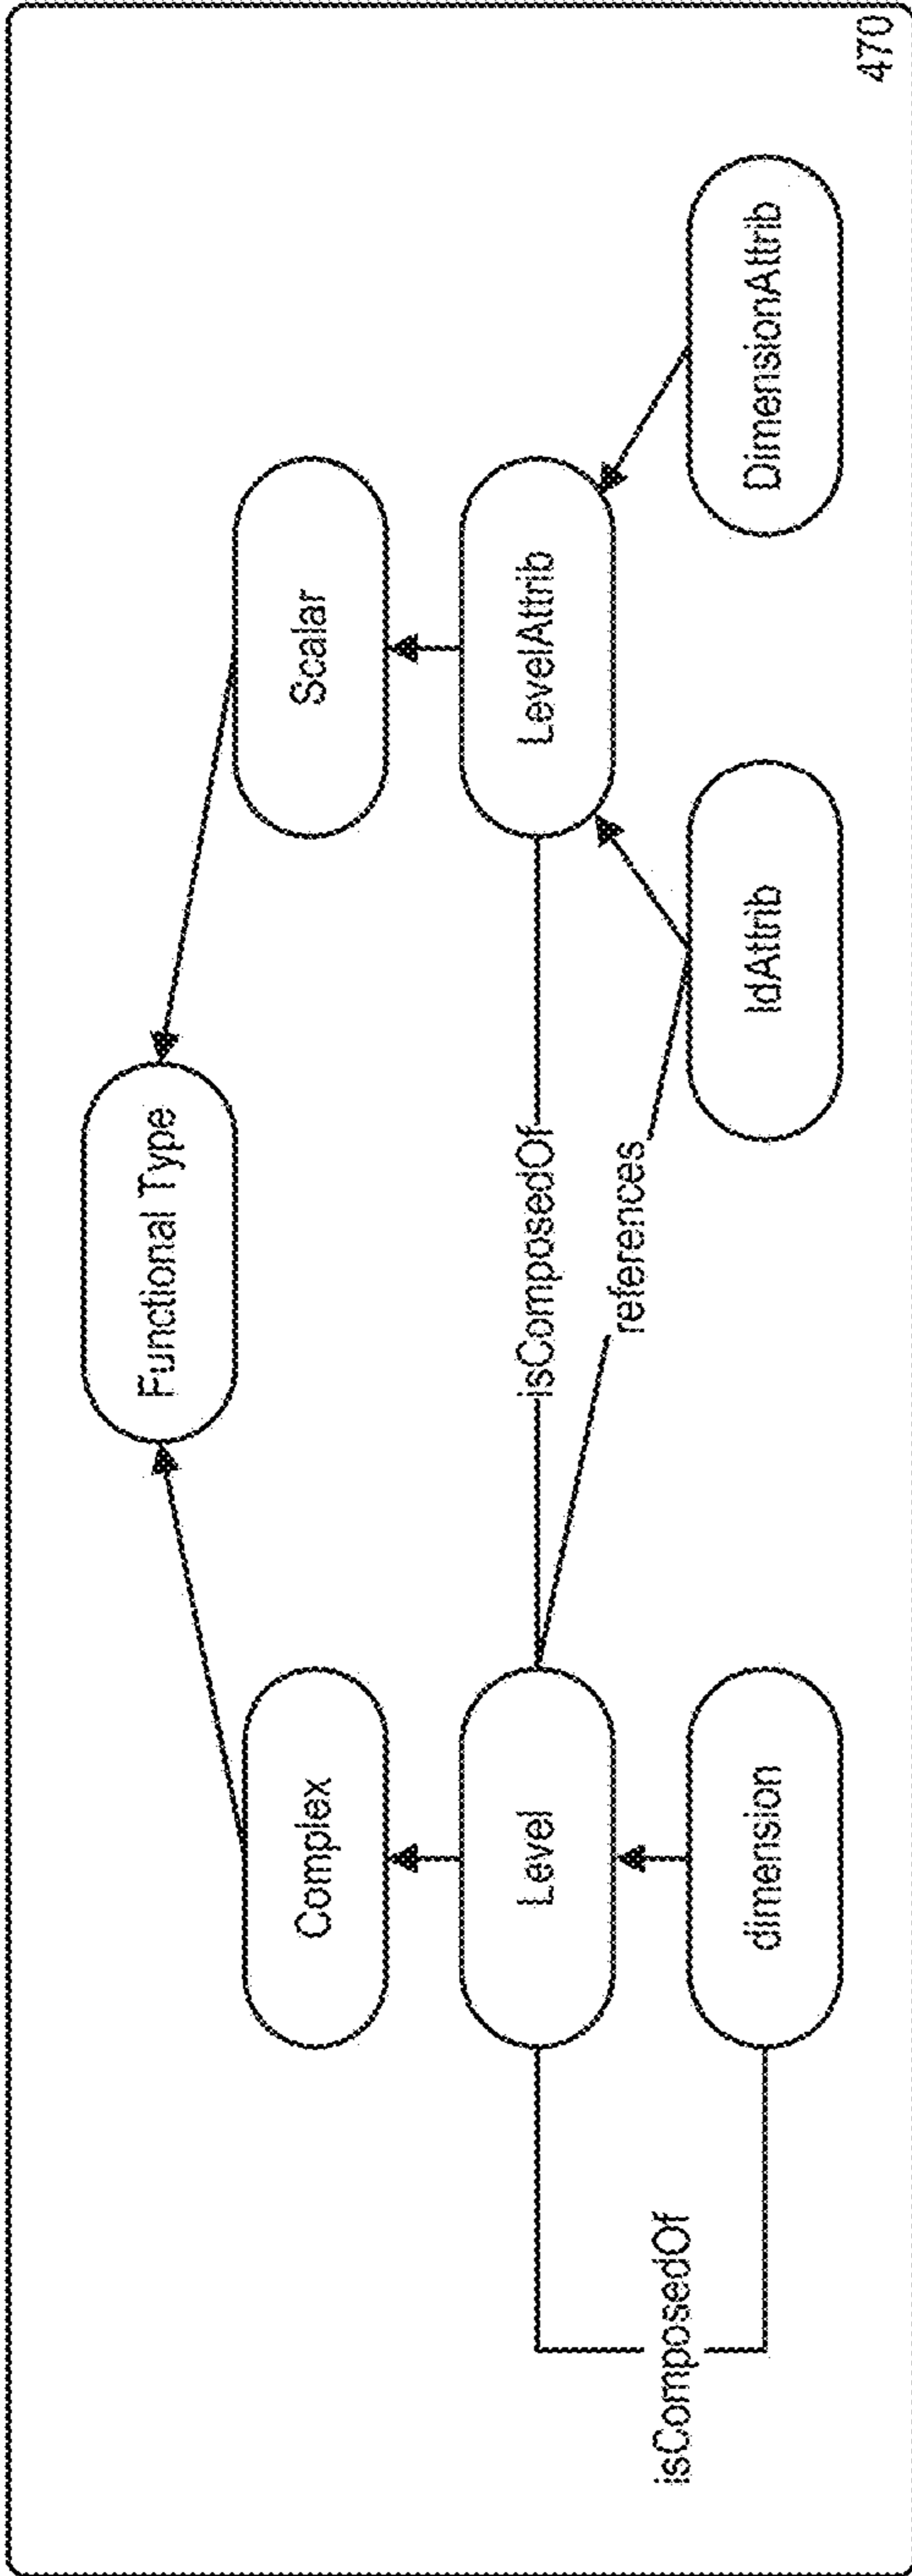 Functional Type
Complex
Scalar
Level
isComposedOf
LevelAttrib
references
isComposedOf
dimension
IdAttrib
DimensionAttrib
470